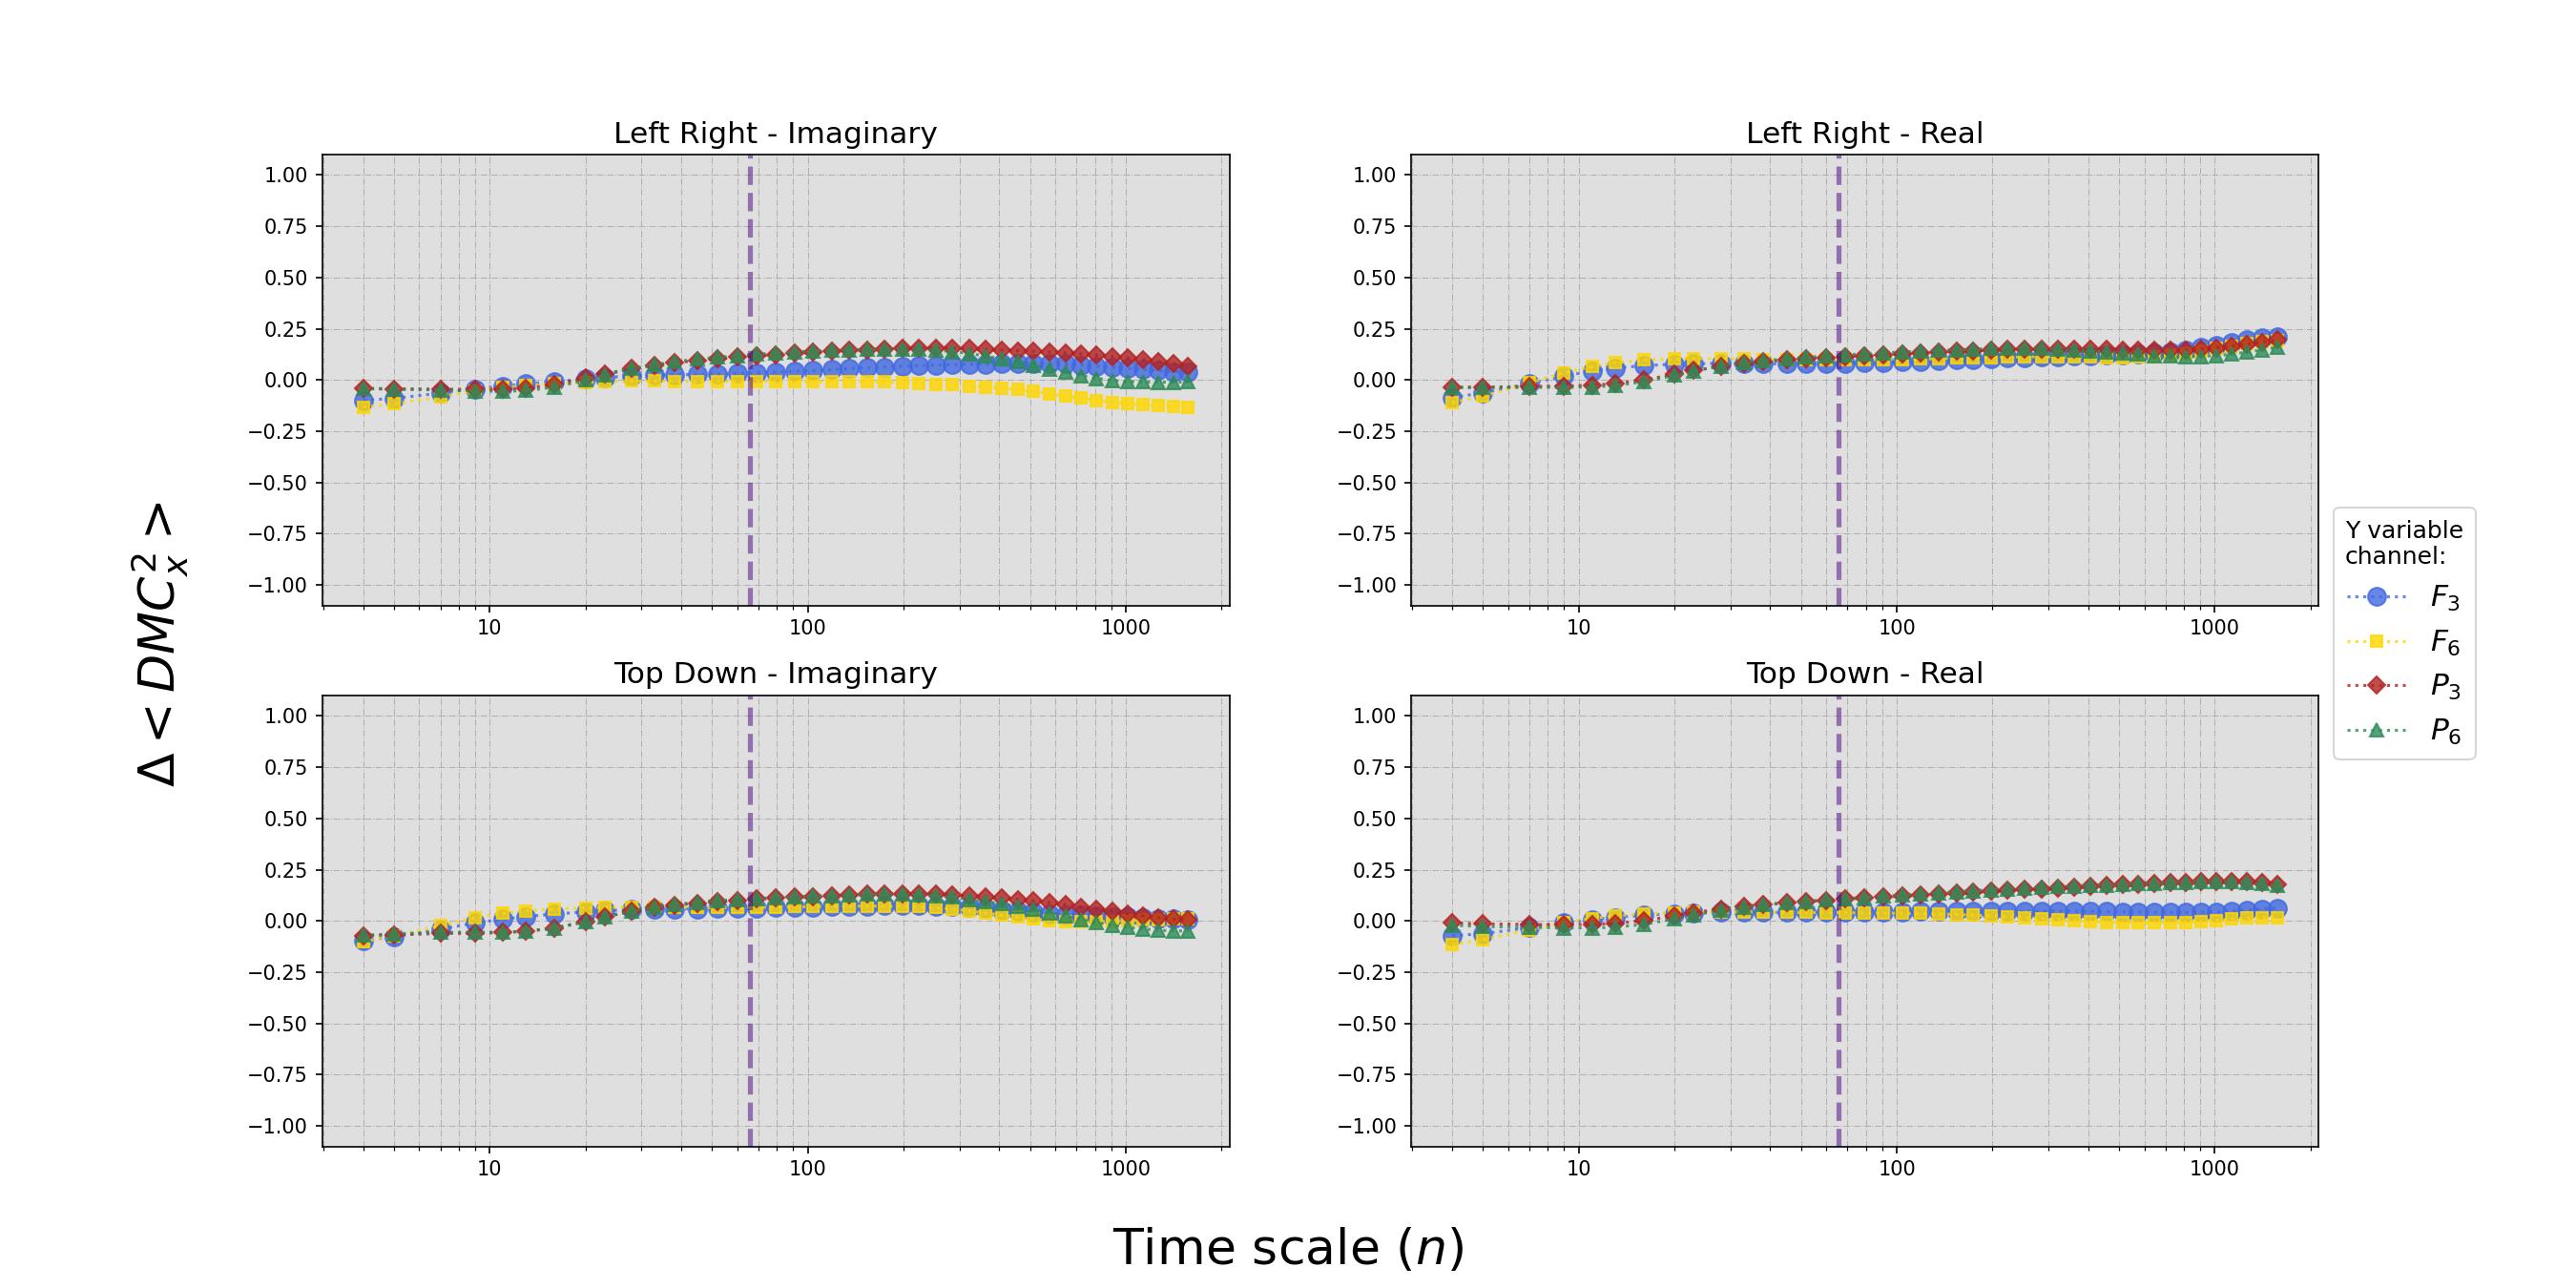 Left Right - Imaginary
1.00
0.75
0.50
0.25
0.00
−0.25
−0.50
−0.75
−1.00
10 100 1000
Left Right - Real
1.00
0.75
0.50
0.25
0.00
−0.25
−0.50
−0.75
−1.00
10 100 1000
Top Down - Imaginary
1.00
0.75
0.50
0.25
0.00
−0.25
−0.50
−0.75
−1.00
10 100 1000
Top Down - Real
1.00
0.75
0.50
0.25
0.00
−0.25
−0.50
−0.75
−1.00
10 100 1000
Δ < DMC²ₓ >
Time scale (n)
Y variable
channel:
F₃
F₆
P₃
P₆